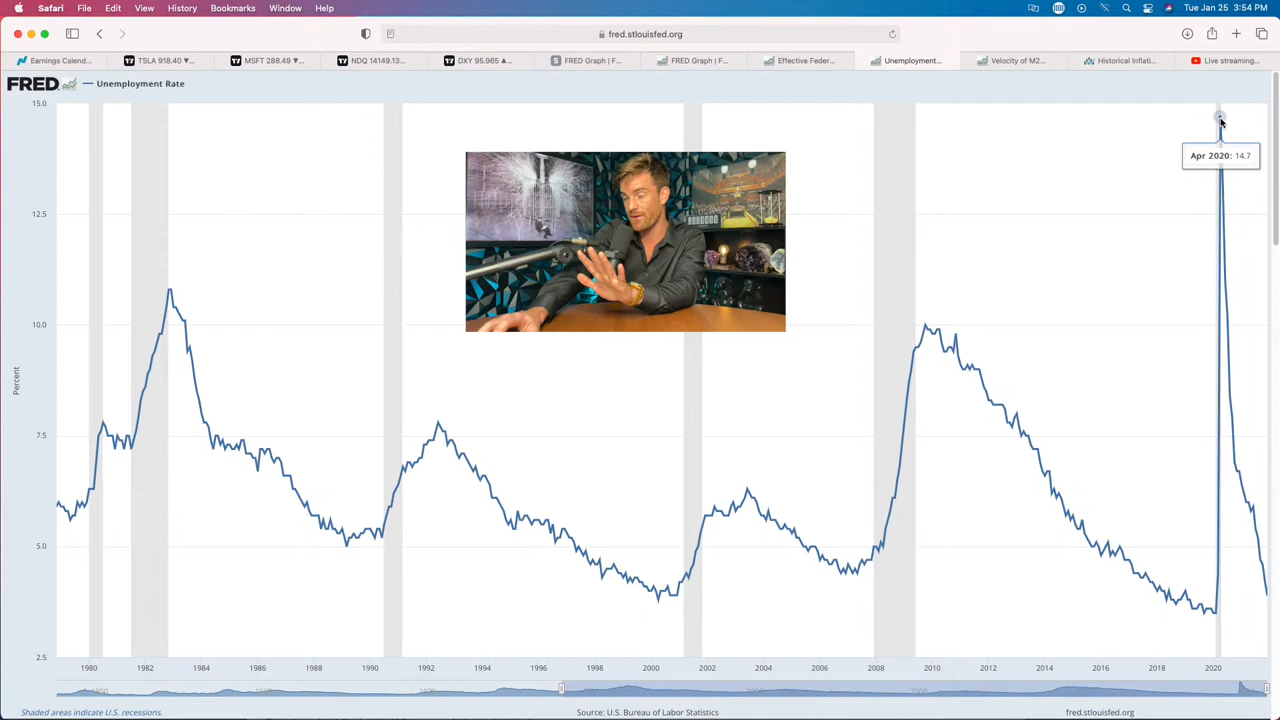 Safari File Edit View History Bookmarks Window Help Tue Jan 25 3:54 PM
fred.stlouisfed.org
Earnings Calend... TSLA 918.40 ▼... MSFT 288.49 ▼... NDQ 14149.13... DXY 95.965 ▲... FRED Graph | F... FRED Graph | F... Effective Feder... Unemployment... Velocity of M2... Historical Inflati... Live streaming...
FRED Unemployment Rate
15.0
12.5
10.0
7.5
5.0
2.5
Percent
Apr 2020: 14.7
1980 1982 1984 1986 1988 1990 1992 1994 1996 1998 2000 2002 2004 2006 2008 2010 2012 2014 2016 2018 2020
2000
Shaded areas indicate U.S. recessions. Source: U.S. Bureau of Labor Statistics fred.stlouisfed.org